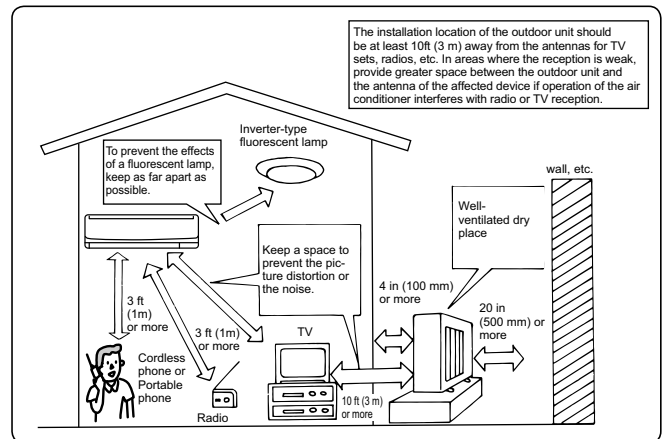 The installation location of the outdoor unit should
be at least 10ft (3 m) away from the antennas for TV
sets, radios, etc. In areas where the reception is weak,
provide greater space between the outdoor unit and
the antenna of the affected device if operation of the air
conditioner interferes with radio or TV reception.
Inverter-type
fluorescent lamp
To prevent the effects
of a fluorescent lamp,
keep as far apart as
possible.
wall, etc.
Well-
ventilated dry
place
Keep a space to
prevent the pic-
ture distortion or
the noise.
4 in (100 mm)
or more
20 in
(500 mm) or
more
3 ft
(1m)
or more
3 ft (1m)
or more
TV
Cordless
phone or
Portable
phone
Radio
10 ft (3 m)
or more